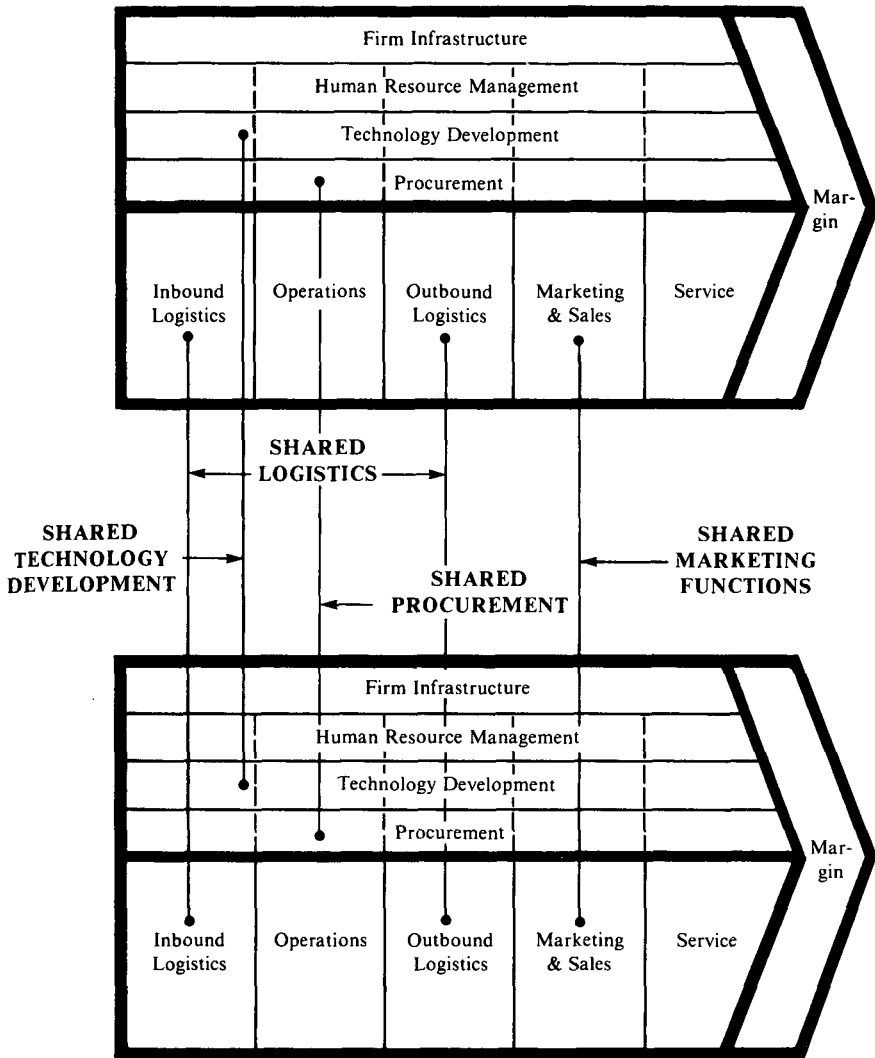 Firm Infrastructure
Human Resource Management
Technology Development
Procurement
Mar-
gin
Inbound
Logistics
Operations
Outbound
Logistics
Marketing
& Sales
Service
SHARED
LOGISTICS
SHARED
TECHNOLOGY
DEVELOPMENT
SHARED
PROCUREMENT
SHARED
MARKETING
FUNCTIONS
Firm Infrastructure
Human Resource Management
Technology Development
Procurement
Mar-
gin
Inbound
Logistics
Operations
Outbound
Logistics
Marketing
& Sales
Service